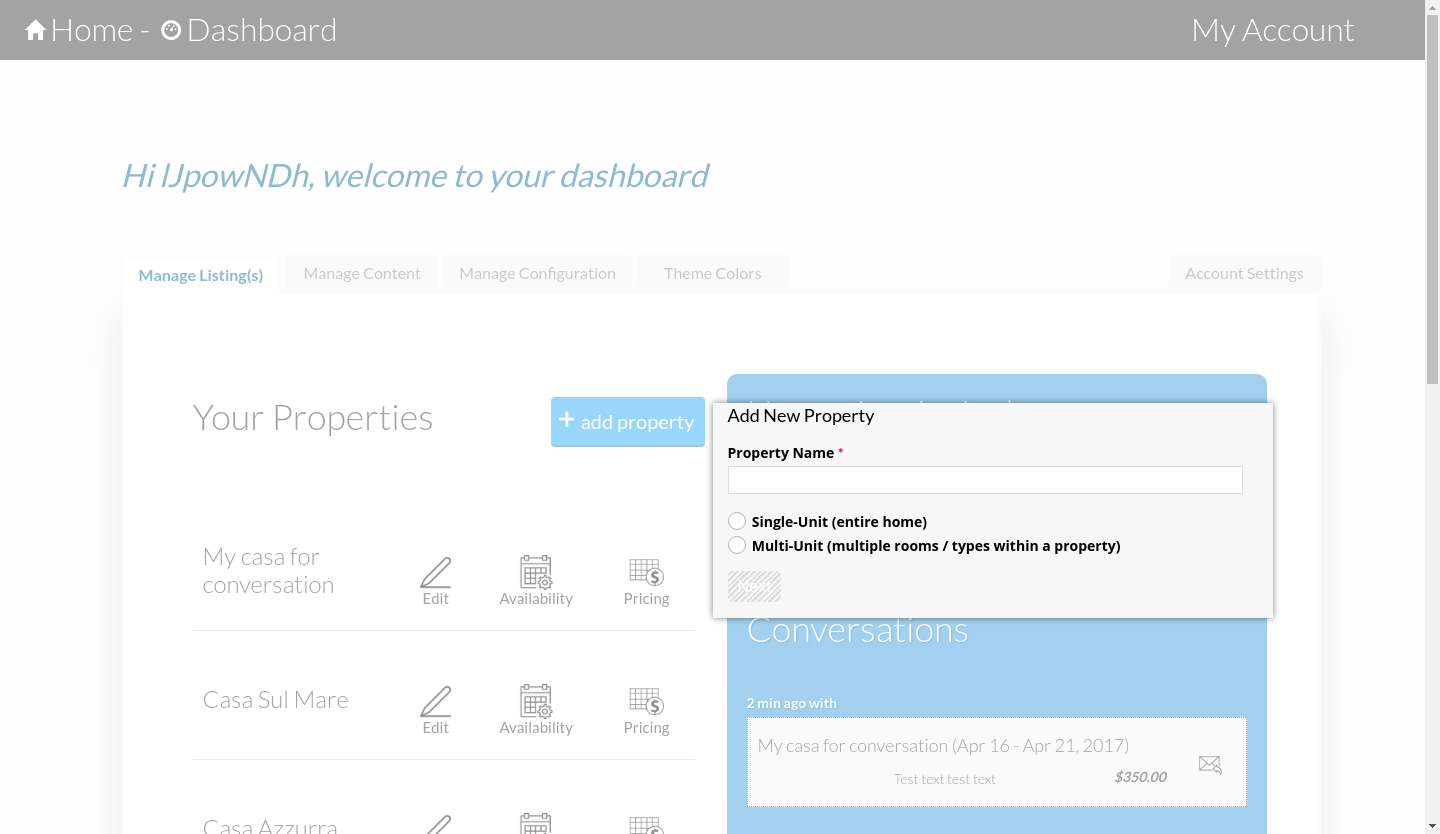 Home - Dashboard
My Account
Hi lJpowNDh, welcome to your dashboard
Manage Listing(s)
Manage Content
Manage Configuration
Theme Colors
Account Settings
Your Properties
+ add property
Add New Property
Property Name *
Single-Unit (entire home)
Multi-Unit (multiple rooms / types within a property)
Next
My casa for
conversation
Edit
Availability
Pricing
Conversations
Casa Sul Mare
Edit
Availability
Pricing
2 min ago with
My casa for conversation (Apr 16 - Apr 21, 2017)
Test text test text
$350.00
Casa Azzurra